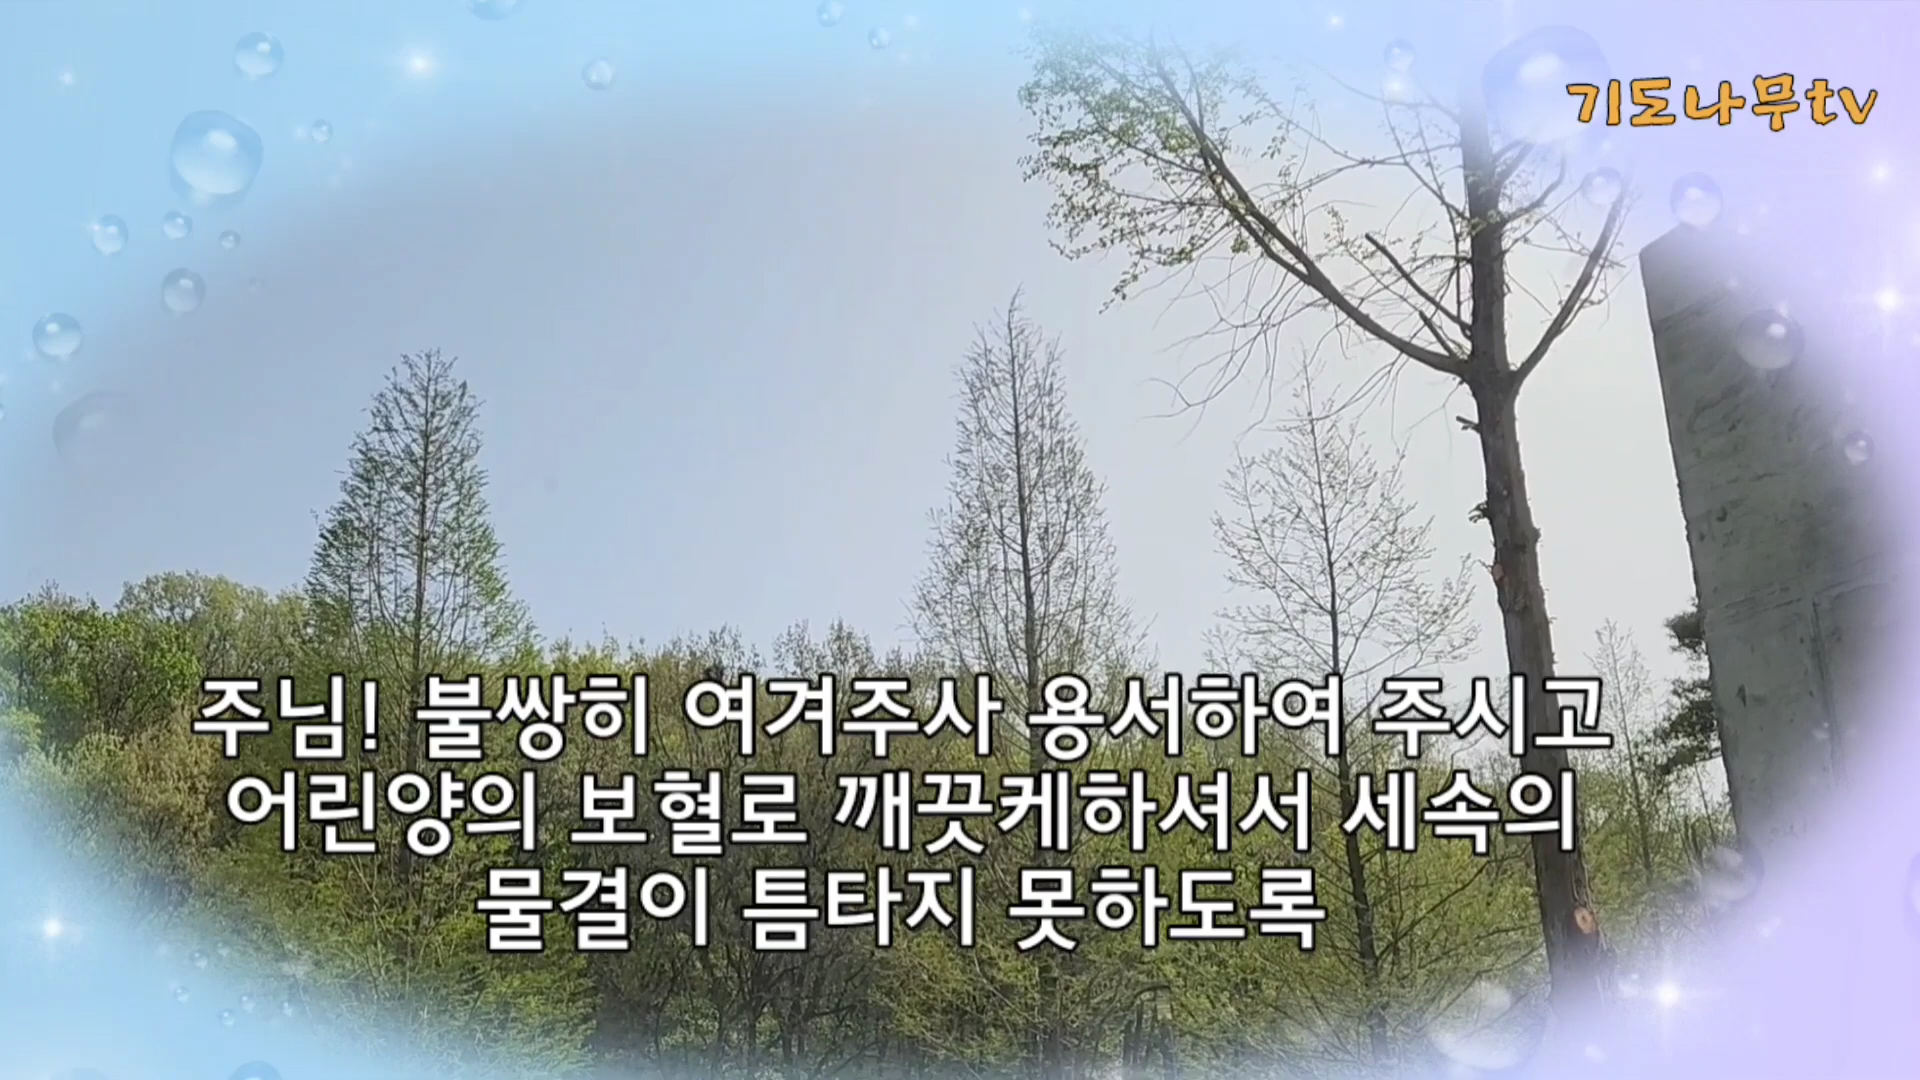 기도나무tv
주님! 불쌍히 여겨주사 용서하여 주시고
어린양의 보혈로 깨끗케하셔서 세속의
물결이 틈타지 못하도록